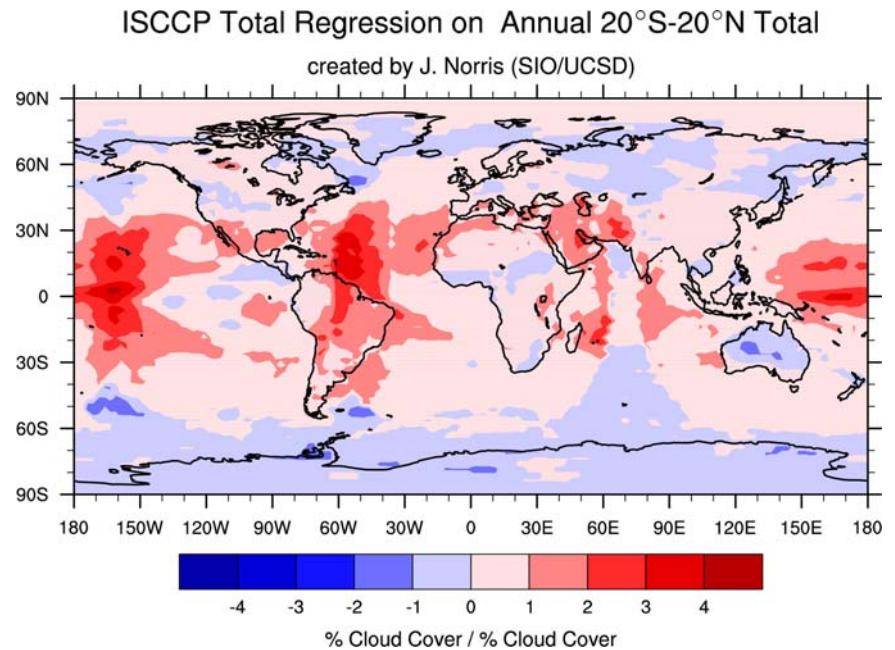 ISCCP Total Regression on Annual 20°S-20°N Total
created by J. Norris (SIO/UCSD)
90N
60N
30N
0
30S
60S
90S
180 150W 120W 90W 60W 30W 0 30E 60E 90E 120E 150E 180
-4 -3 -2 -1 0 1 2 3 4
% Cloud Cover / % Cloud Cover